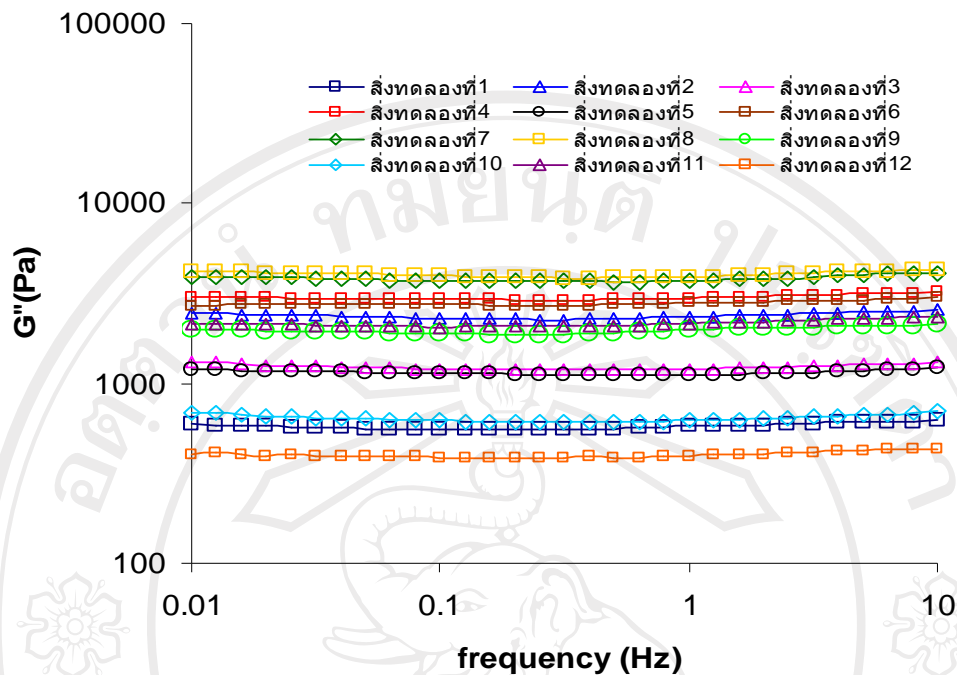 100000
สิ่งทดลองที่1 สิ่งทดลองที่2 สิ่งทดลองที่3
สิ่งทดลองที่4 สิ่งทดลองที่5 สิ่งทดลองที่6
สิ่งทดลองที่7 สิ่งทดลองที่8 สิ่งทดลองที่9
สิ่งทดลองที่10 สิ่งทดลองที่11 สิ่งทดลองที่12
10000
G"(Pa)
1000
100
0.01 0.1 1 10
frequency (Hz)